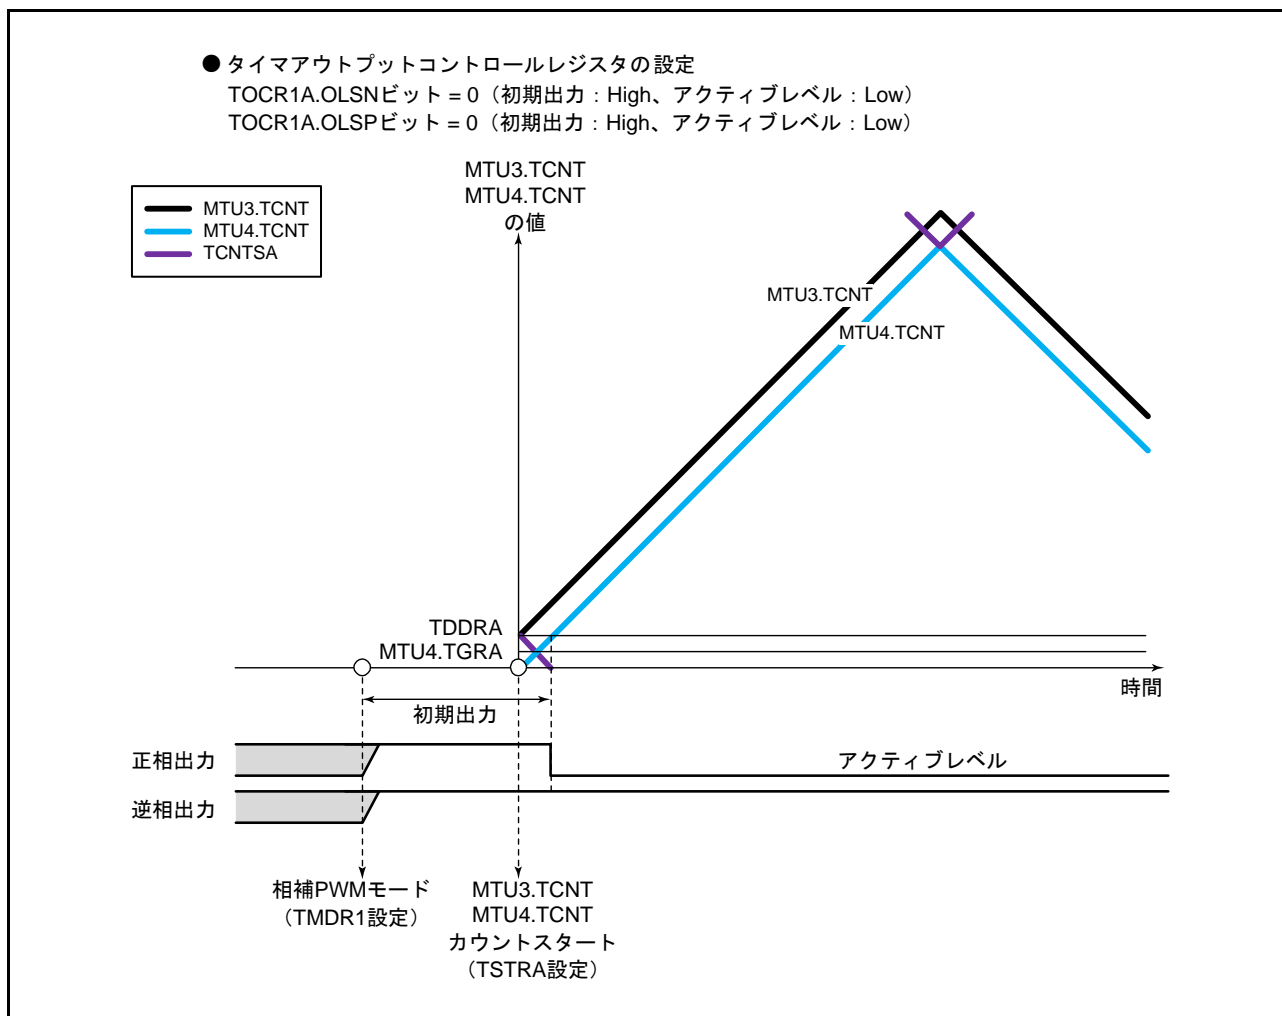 ● タイマアウトプットコントロールレジスタの設定
TOCR1A.OLSNビット = 0（初期出力：High、アクティブレベル：Low）
TOCR1A.OLSPビット = 0（初期出力：High、アクティブレベル：Low）
MTU3.TCNT
MTU4.TCNT
の値
MTU3.TCNT
MTU4.TCNT
TCNTSA
MTU3.TCNT
MTU4.TCNT
TDDRA
MTU4.TGRA
時間
初期出力
正相出力
アクティブレベル
逆相出力
相補PWMモード
（TMDR1設定）
MTU3.TCNT
MTU4.TCNT
カウントスタート
（TSTRA設定）